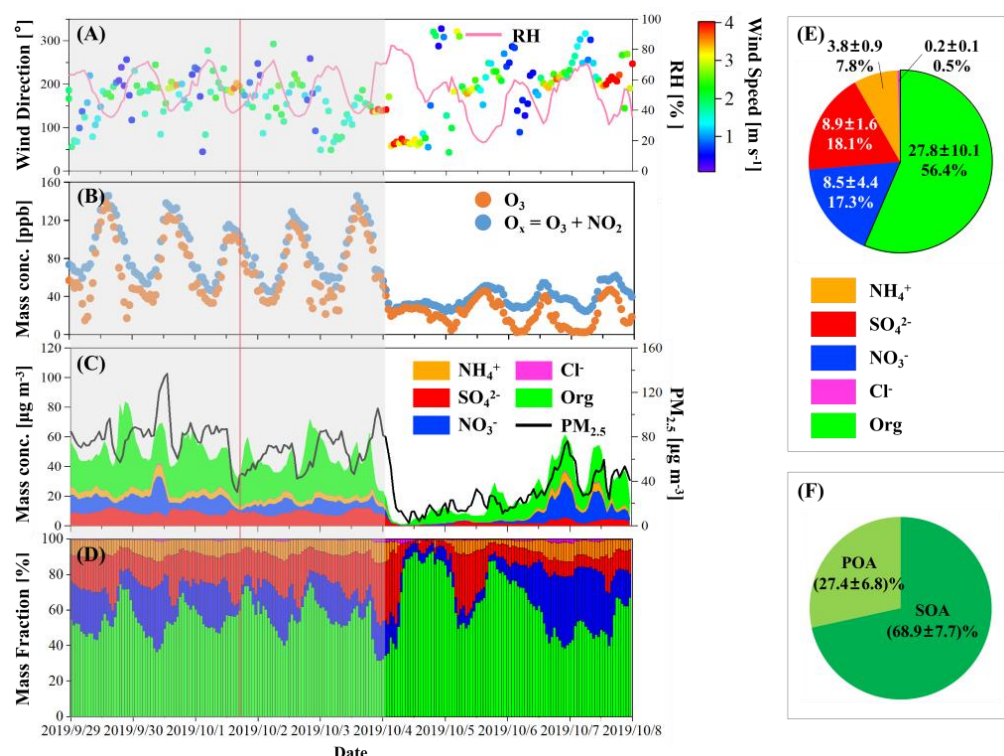 (A)
Wind Direction [°]
300
200
100
0
RH
100
80
60
40
20
0
RH [%]
4
3
2
1
Wind Speed [m s-1]
(B)
Mass conc. [ppb]
160
120
80
40
0
O3
Ox = O3 + NO2
(C)
Mass conc. [µg m-3]
120
100
80
60
40
20
0
NH4+
SO42-
NO3-
Cl-
Org
PM2.5
160
120
80
40
0
PM2.5 [µg m-3]
(D)
Mass Fraction [%]
100
80
60
40
20
0
2019/9/29 2019/9/30 2019/10/1 2019/10/2 2019/10/3 2019/10/4 2019/10/5 2019/10/6 2019/10/7 2019/10/8
Date
(E)
3.8±0.9
7.8%
0.2±0.1
0.5%
8.9±1.6
18.1%
27.8±10.1
56.4%
8.5±4.4
17.3%
NH4+
SO42-
NO3-
Cl-
Org
(F)
POA
(27.4±6.8)%
SOA
(68.9±7.7)%